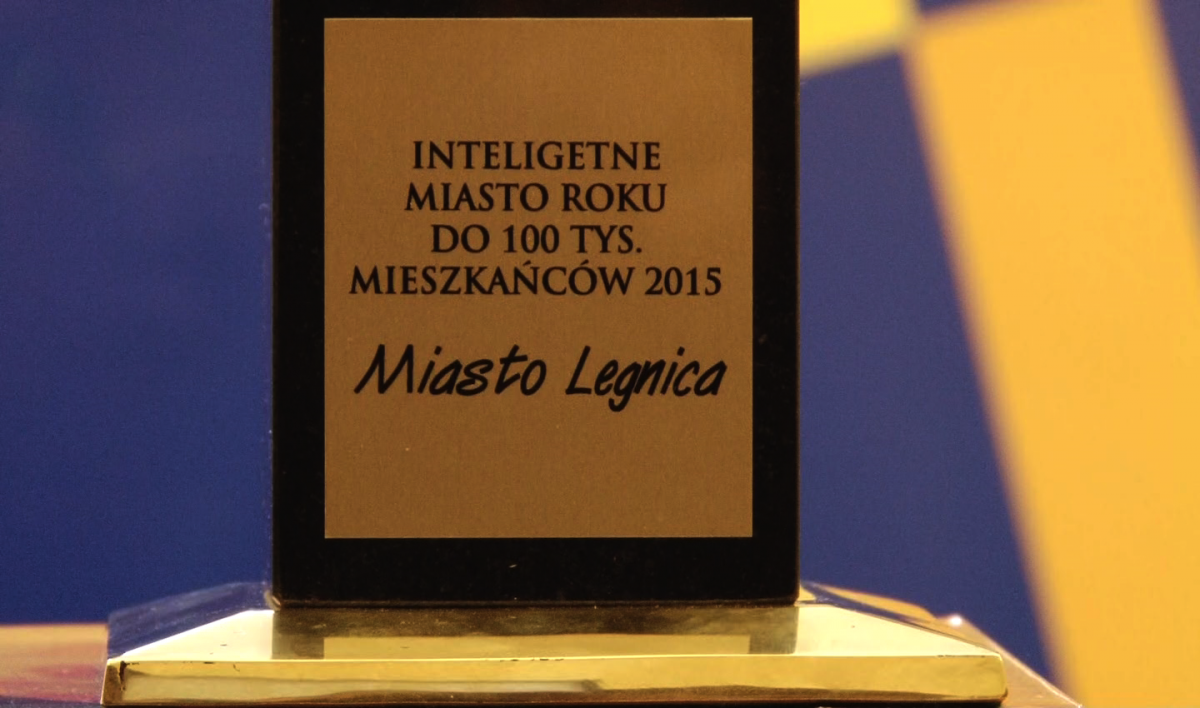 INTELIGETNE
MIASTO ROKU
DO 100 TYS.
MIESZKAŃCÓW 2015
Miasto Legnica